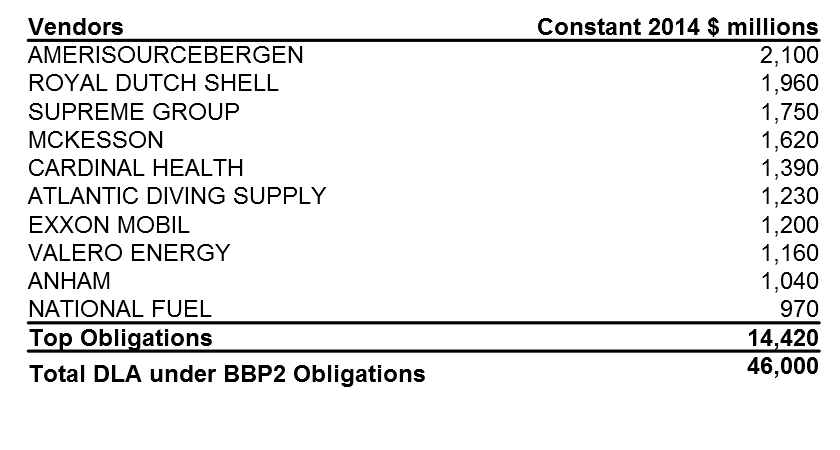 Vendors Constant 2014 $ millions
AMERISOURCEBERGEN 2,100
ROYAL DUTCH SHELL 1,960
SUPREME GROUP 1,750
MCKESSON 1,620
CARDINAL HEALTH 1,390
ATLANTIC DIVING SUPPLY 1,230
EXXON MOBIL 1,200
VALERO ENERGY 1,160
ANHAM 1,040
NATIONAL FUEL 970
Top Obligations 14,420
Total DLA under BBP2 Obligations 46,000